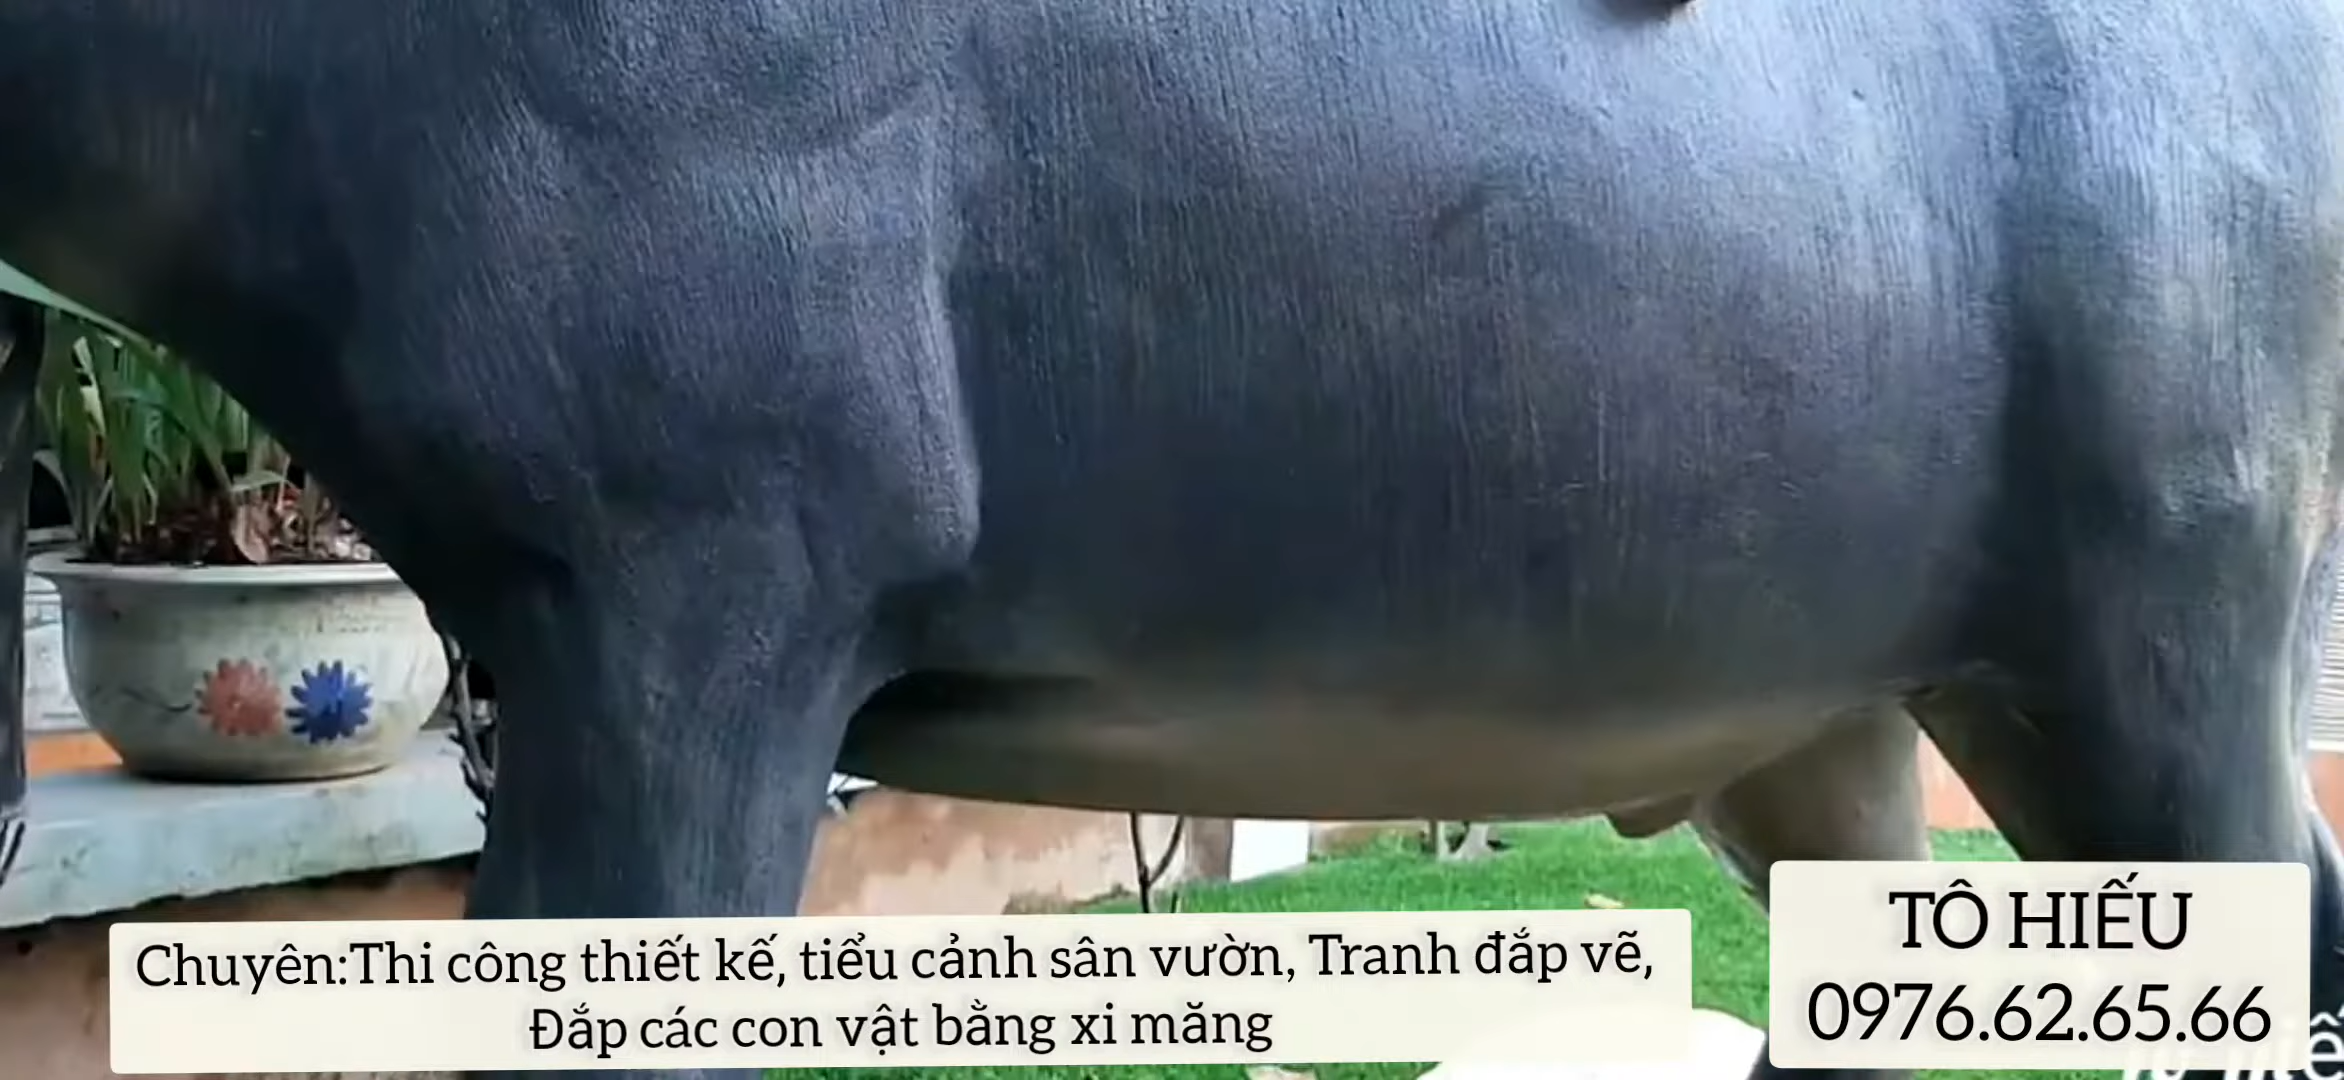 Chuyên:Thi công thiết kế, tiểu cảnh sân vườn, Tranh đắp vẽ,
Đắp các con vật bằng xi măng
TÔ HIẾU
0976.62.65.66